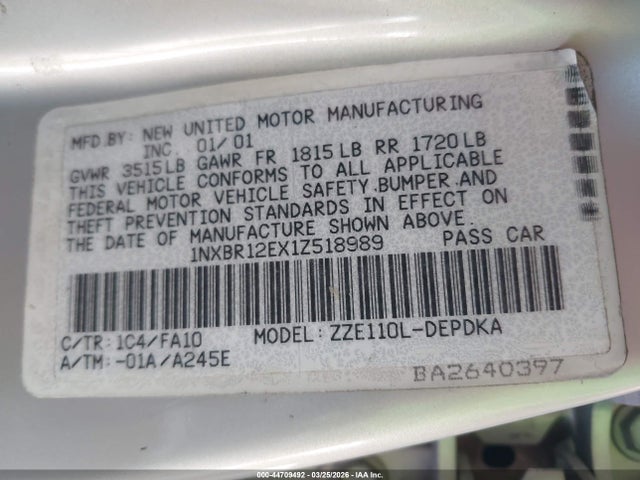 MFD.BY: NEW UNITED MOTOR MANUFACTURING
INC. 01/01
GVWR 3515LB GAWR FR 1815LB RR 1720LB
THIS VEHICLE CONFORMS TO ALL APPLICABLE
FEDERAL MOTOR VEHICLE SAFETY,BUMPER,AND
THEFT PREVENTION STANDARDS IN EFFECT ON
THE DATE OF MANUFACTURE SHOWN ABOVE.
1NXBR12EX1Z518989 PASS CAR
C/TR: 1C4/FA10 MODEL: ZZE110L-DEPDKA
A/TM: -01A/A245E
BA2640397
000-44709492 - 03/25/2026 - COPYRIGHT IAA, INC.